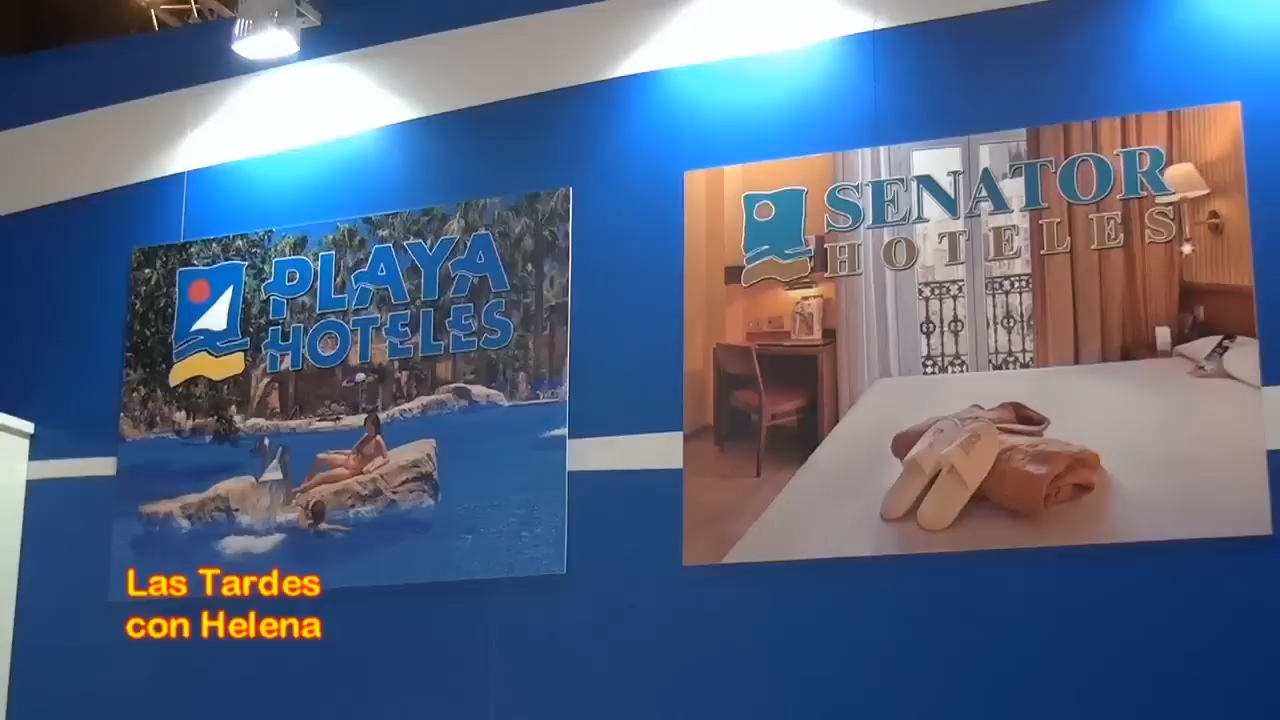 PLAYA
HOTELES
SENATOR
HOTELES
Las Tardes
con Helena